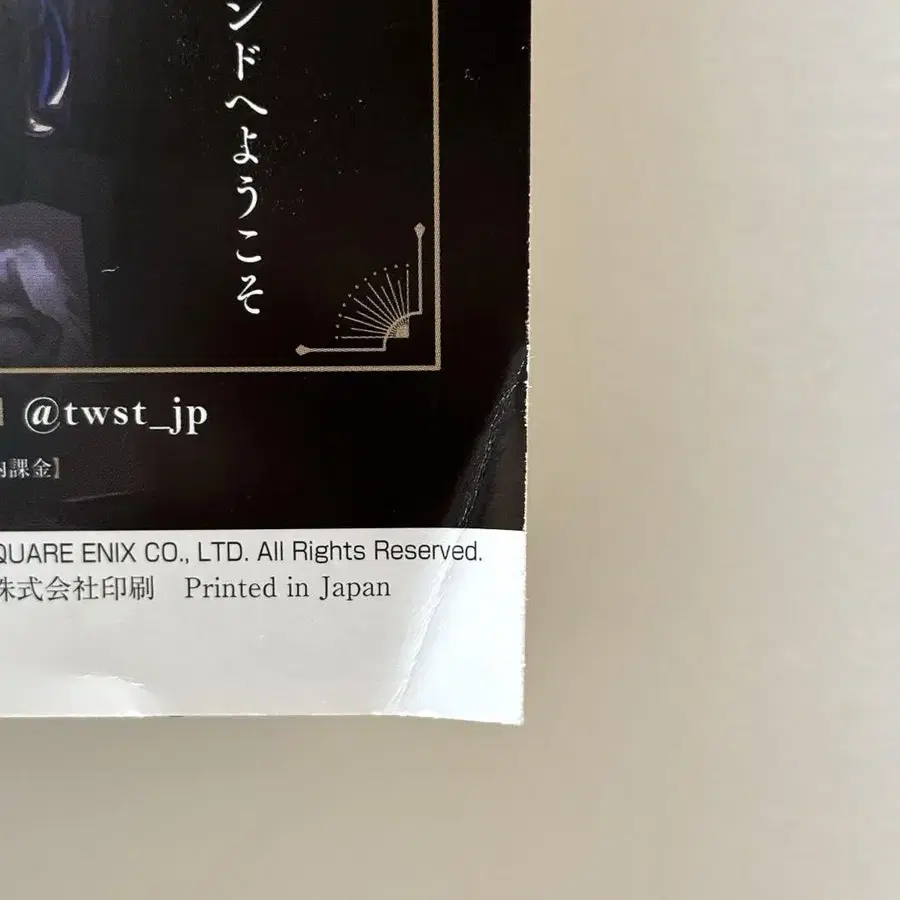 ンドへようこそ
@twst_jp
内課金】
QUARE ENIX CO., LTD. All Rights Reserved.
株式会社印刷 Printed in Japan